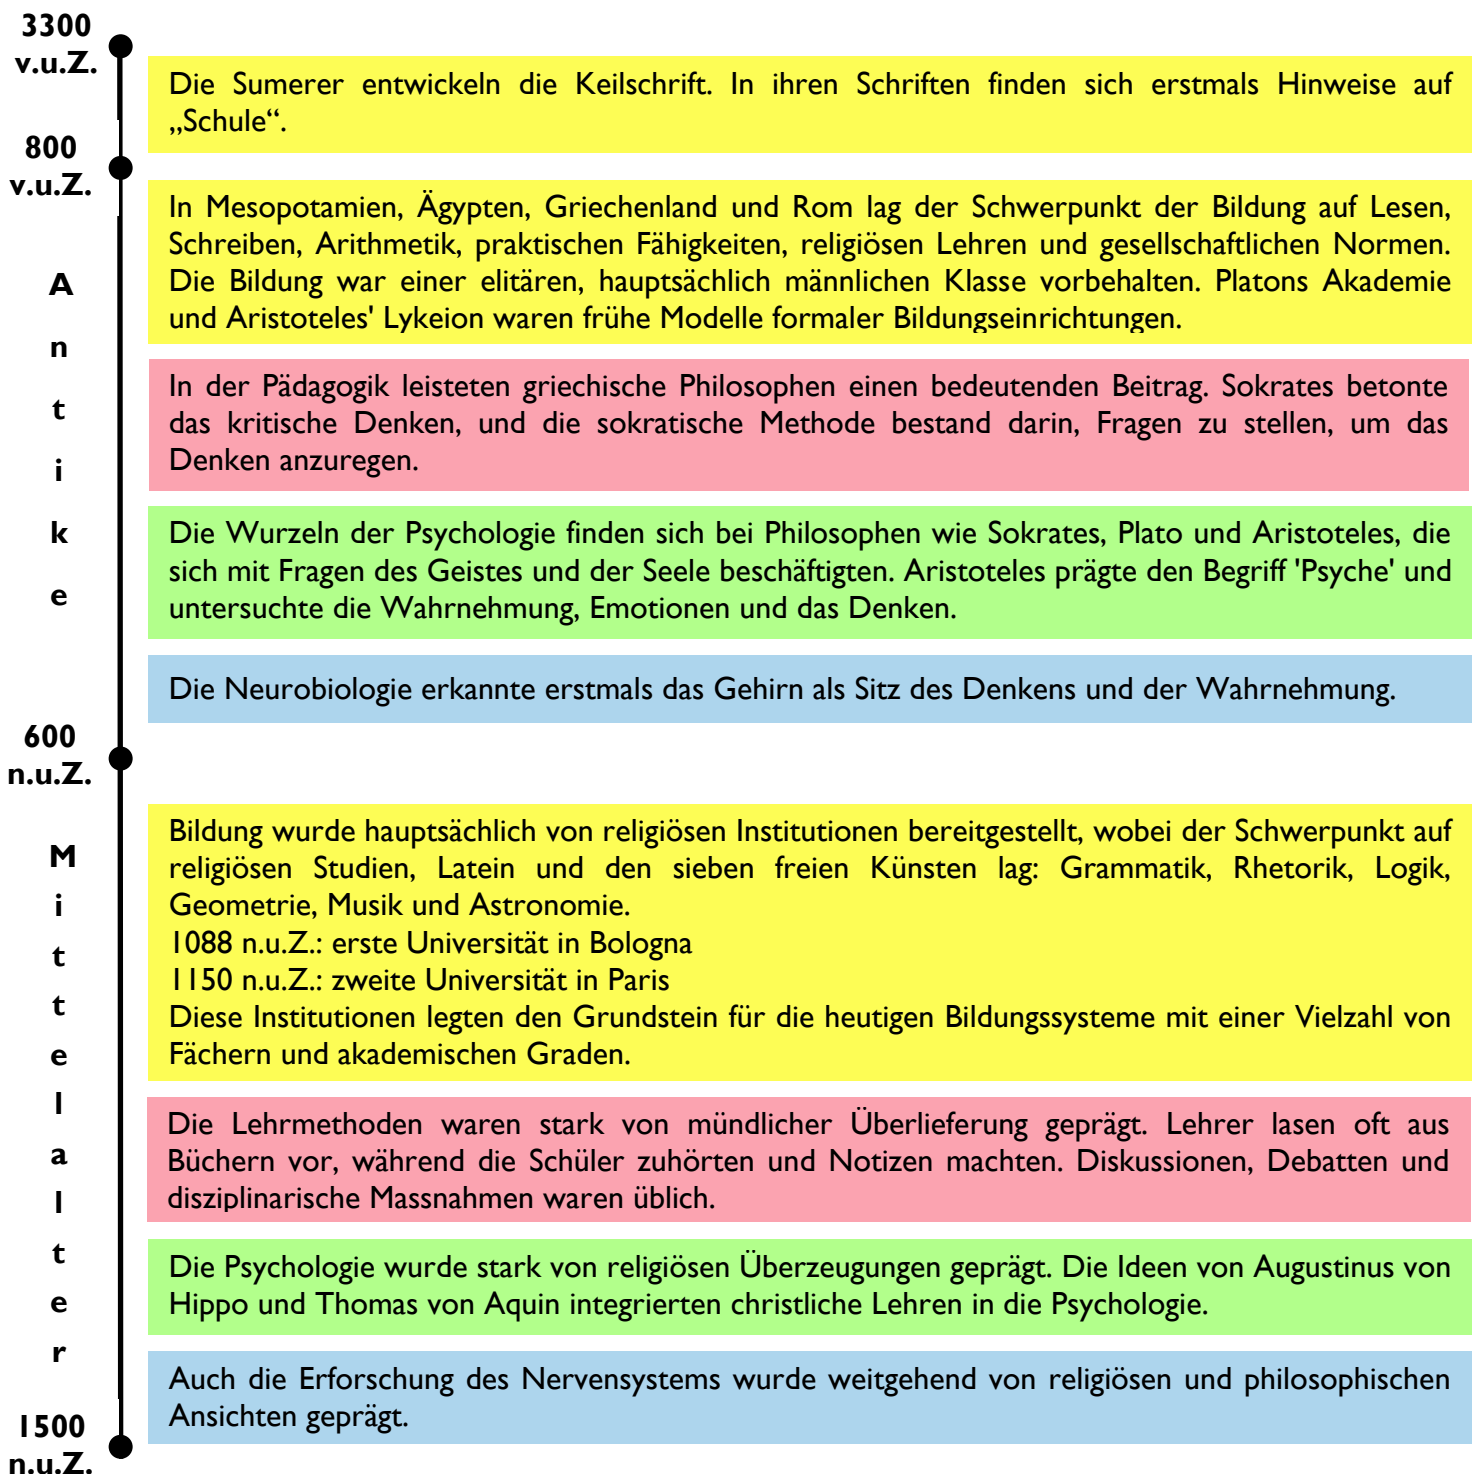 3300
v.u.Z.
Die Sumerer entwickeln die Keilschrift. In ihren Schriften finden sich erstmals Hinweise auf
„Schule“.
800
v.u.Z.
In Mesopotamien, Ägypten, Griechenland und Rom lag der Schwerpunkt der Bildung auf Lesen,
Schreiben, Arithmetik, praktischen Fähigkeiten, religiösen Lehren und gesellschaftlichen Normen.
Die Bildung war einer elitären, hauptsächlich männlichen Klasse vorbehalten. Platons Akademie
und Aristoteles' Lykeion waren frühe Modelle formaler Bildungseinrichtungen.
Antike
In der Pädagogik leisteten griechische Philosophen einen bedeutenden Beitrag. Sokrates betonte
das kritische Denken, und die sokratische Methode bestand darin, Fragen zu stellen, um das
Denken anzuregen.
Die Wurzeln der Psychologie finden sich bei Philosophen wie Sokrates, Plato und Aristoteles, die
sich mit Fragen des Geistes und der Seele beschäftigten. Aristoteles prägte den Begriff 'Psyche' und
untersuchte die Wahrnehmung, Emotionen und das Denken.
Die Neurobiologie erkannte erstmals das Gehirn als Sitz des Denkens und der Wahrnehmung.
600
n.u.Z.
Mittelalter
Bildung wurde hauptsächlich von religiösen Institutionen bereitgestellt, wobei der Schwerpunkt auf
religiösen Studien, Latein und den sieben freien Künsten lag: Grammatik, Rhetorik, Logik,
Geometrie, Musik und Astronomie.
1088 n.u.Z.: erste Universität in Bologna
1150 n.u.Z.: zweite Universität in Paris
Diese Institutionen legten den Grundstein für die heutigen Bildungssysteme mit einer Vielzahl von
Fächern und akademischen Graden.
Die Lehrmethoden waren stark von mündlicher Überlieferung geprägt. Lehrer lasen oft aus
Büchern vor, während die Schüler zuhörten und Notizen machten. Diskussionen, Debatten und
disziplinarische Massnahmen waren üblich.
Die Psychologie wurde stark von religiösen Überzeugungen geprägt. Die Ideen von Augustinus von
Hippo und Thomas von Aquin integrierten christliche Lehren in die Psychologie.
Auch die Erforschung des Nervensystems wurde weitgehend von religiösen und philosophischen
Ansichten geprägt.
1500
n.u.Z.